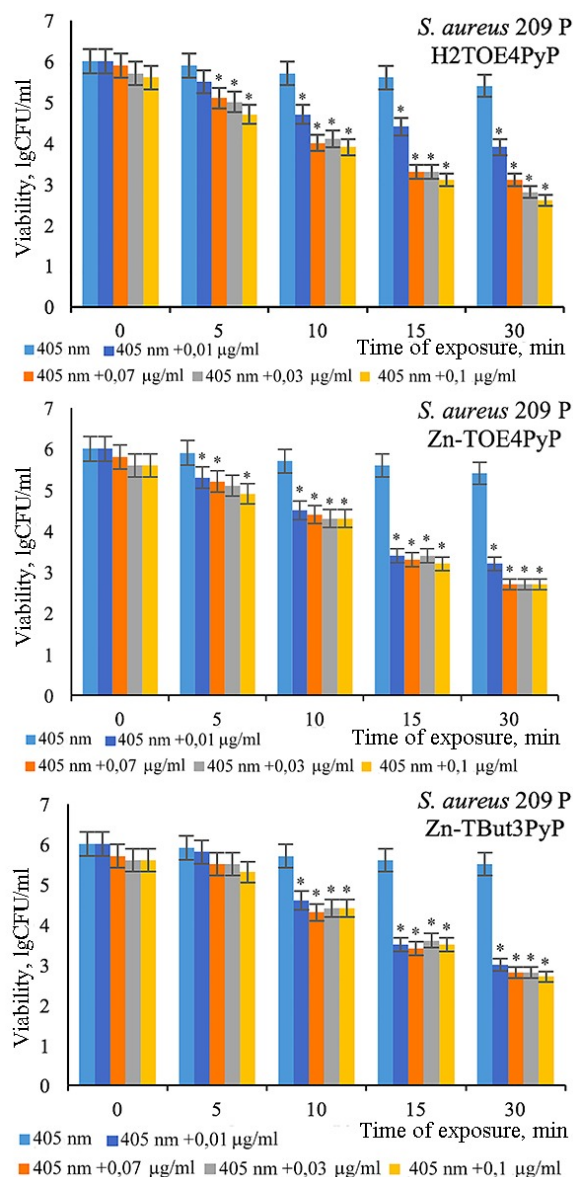 S. aureus 209 P
H2TOE4PyP
Viability, lgCFU/ml
7
6
5
4
3
2
1
0
* * *
* * * *
* * * *
* * * *
0 5 10 15 30
Time of exposure, min
405 nm 405 nm +0,01 µg/ml
405 nm +0,07 µg/ml 405 nm +0,03 µg/ml 405 nm +0,1 µg/ml
S. aureus 209 P
Zn-TOE4PyP
Viability, lgCFU/ml
7
6
5
4
3
2
1
0
* * *
* * * *
* * * *
* * * *
0 5 10 15 30
Time of exposure, min
405 nm 405 nm +0,01 µg/ml
405 nm +0,07 µg/ml 405 nm +0,03 µg/ml 405 nm +0,1 µg/ml
S. aureus 209 P
Zn-TBut3PyP
Viability, lgCFU/ml
7
6
5
4
3
2
1
0
* * * *
* * * *
* * * *
0 5 10 15 30
Time of exposure, min
405 nm 405 nm +0,01 µg/ml
405 nm +0,07 µg/ml 405 nm +0,03 µg/ml 405 nm +0,1 µg/ml